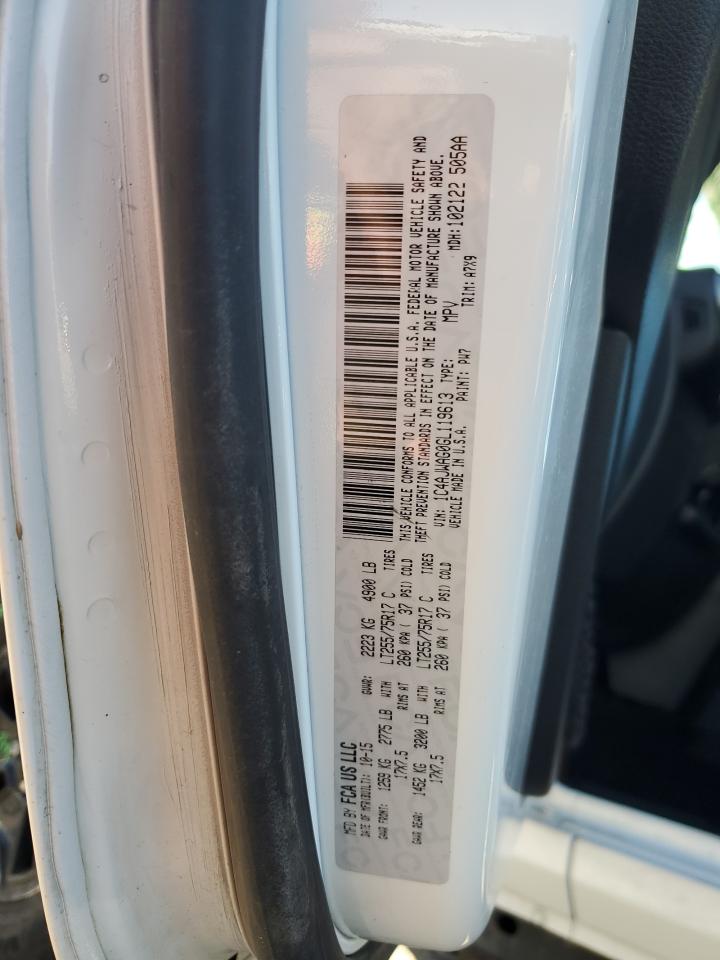 MFD BY FCA US LLC
DATE OF MFR(BUILT): 10-15 GVWR: 2223 KG 4900 LB
GAWR FRONT: 1259 KG 2775 LB WITH LT255/75R17 C TIRES
17X7.5 RIMS AT 260 KPA ( 37 PSI) COLD
GAWR REAR: 1452 KG 3200 LB WITH LT255/75R17 C TIRES
17X7.5 RIMS AT 260 KPA ( 37 PSI) COLD
THIS VEHICLE CONFORMS TO ALL APPLICABLE U.S.A. FEDERAL MOTOR VEHICLE SAFETY AND
THEFT PREVENTION STANDARDS IN EFFECT ON THE DATE OF MANUFACTURE SHOWN ABOVE.
VIN: 1C4AJWAG0GL119613 TYPE: MPV MDH: 102122 505AA
VEHICLE MADE IN U.S.A. PAINT: PW7 TRIM: A7X9